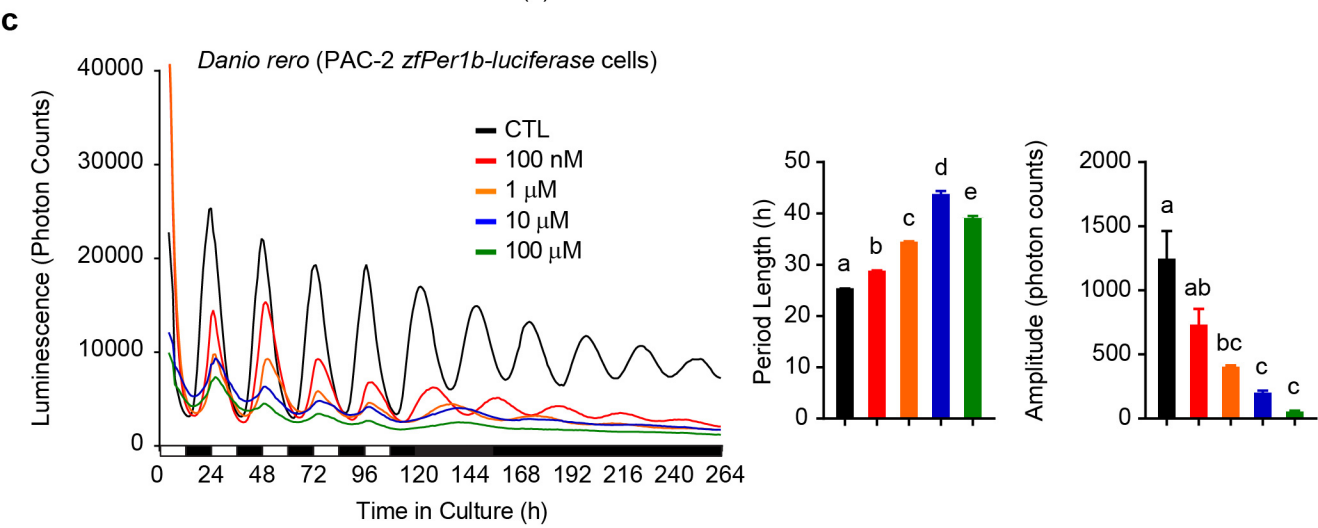 c
Danio rero (PAC-2 zfPer1b-luciferase cells)
Luminescence (Photon Counts)
40000
30000
20000
10000
0
CTL
100 nM
1 μM
10 μM
100 μM
0 24 48 72 96 120 144 168 192 216 240 264
Time in Culture (h)
Period Length (h)
50
40
30
20
10
0
a b c d e
Amplitude (photon counts)
2000
1500
1000
500
0
a ab bc c c